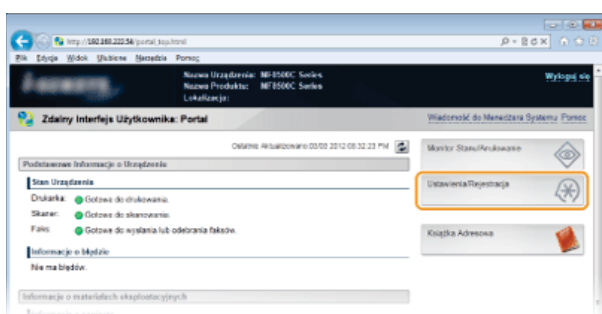 http://192.168.222.54/portal_top.html
Plik Edycja Widok Ulubione Narzędzia Pomoc
Nazwa Urządzenia: MF8500C Series
Nazwa Produktu: MF8500C Series
Lokalizacja:
Wyloguj się
Zdalny Interfejs Użytkownika: Portal
Wiadomość do Menedżera Systemu Pomoc
Ostatnio Aktualizowano:03/03 2012 08:32:23 PM
Podstawowe Informacje o Urządzeniu
Stan Urządzenia
Drukarka: Gotowe do drukowania.
Skaner: Gotowe do skanowania.
Faks: Gotowe do wysłania lub odebrania faksów.
Informacje o błędzie
Nie ma błędów.
Informacje o materiałach eksploatacyjnych
Monitor Stanu/Anulowanie
Ustawienia/Rejestracja
Książka Adresowa